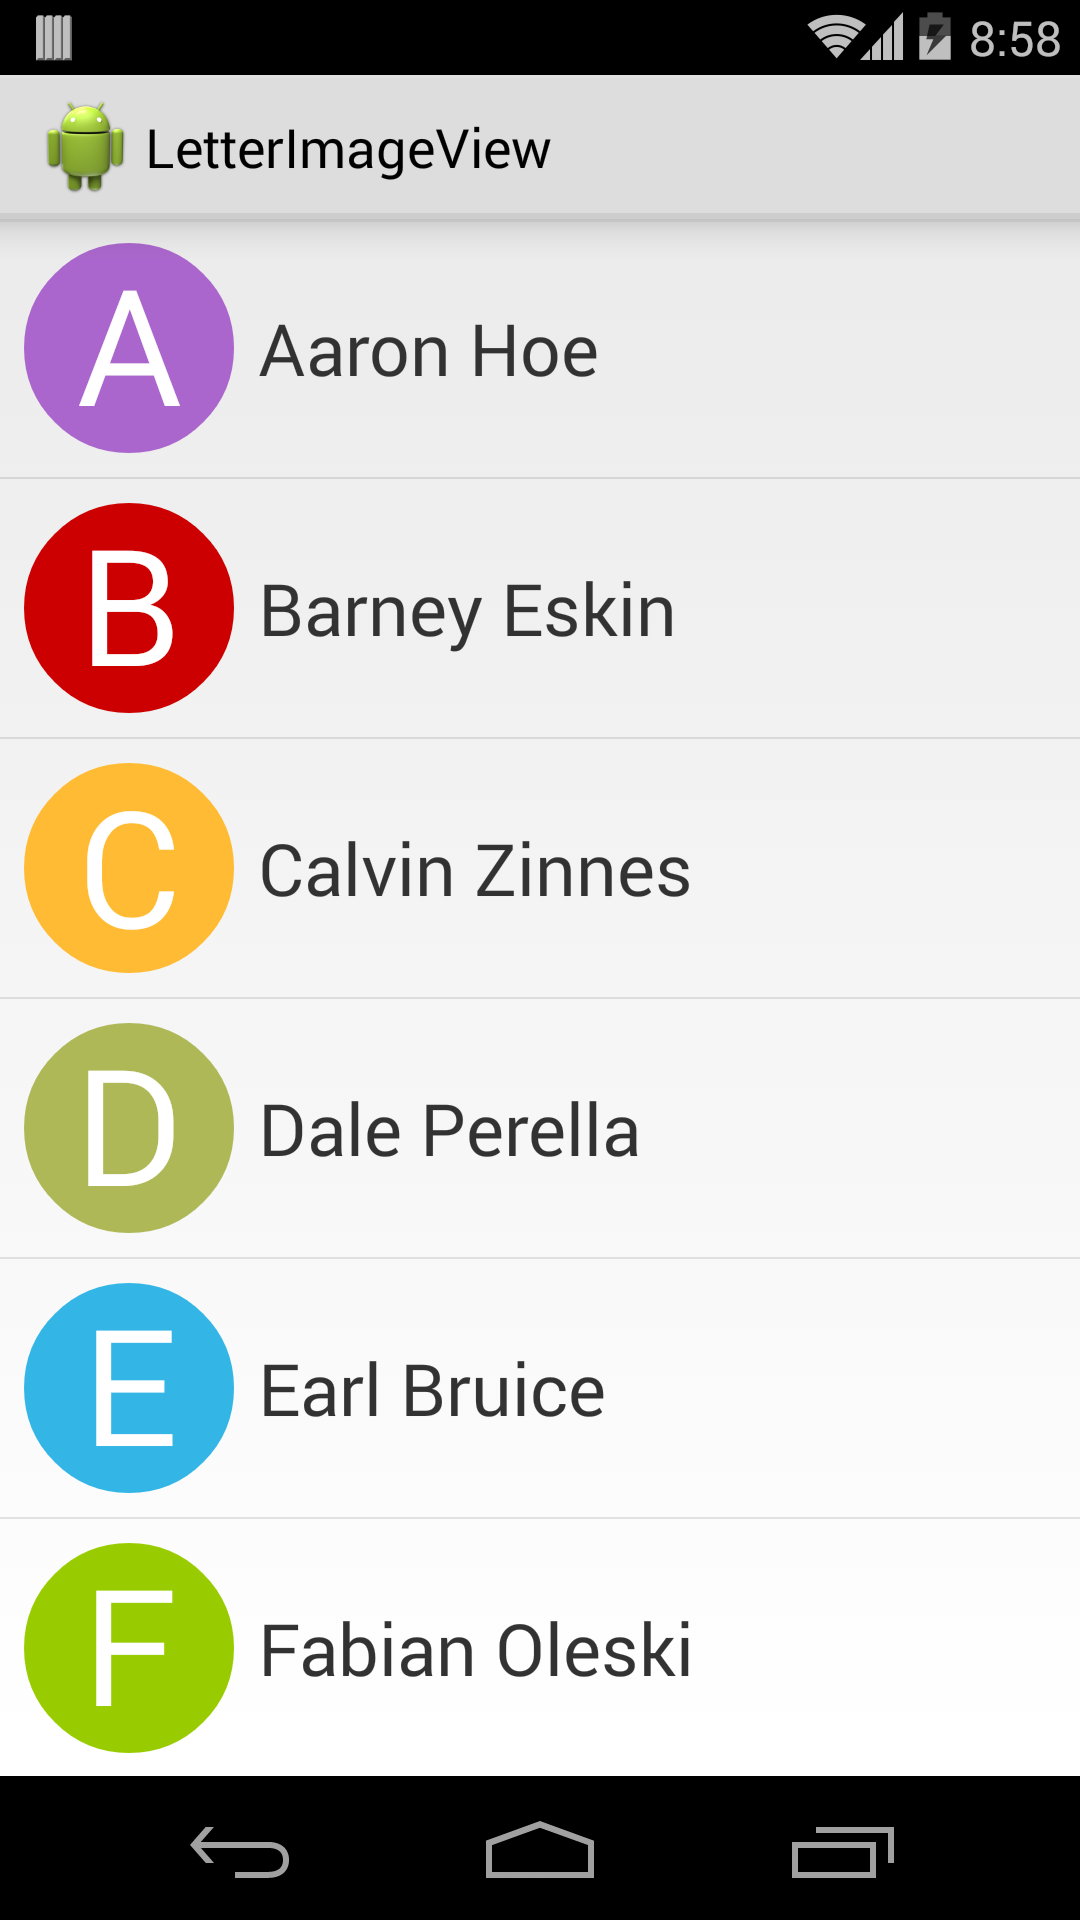 8:58
LetterImageView
A Aaron Hoe
B Barney Eskin
C Calvin Zinnes
D Dale Perella
E Earl Bruice
F Fabian Oleski